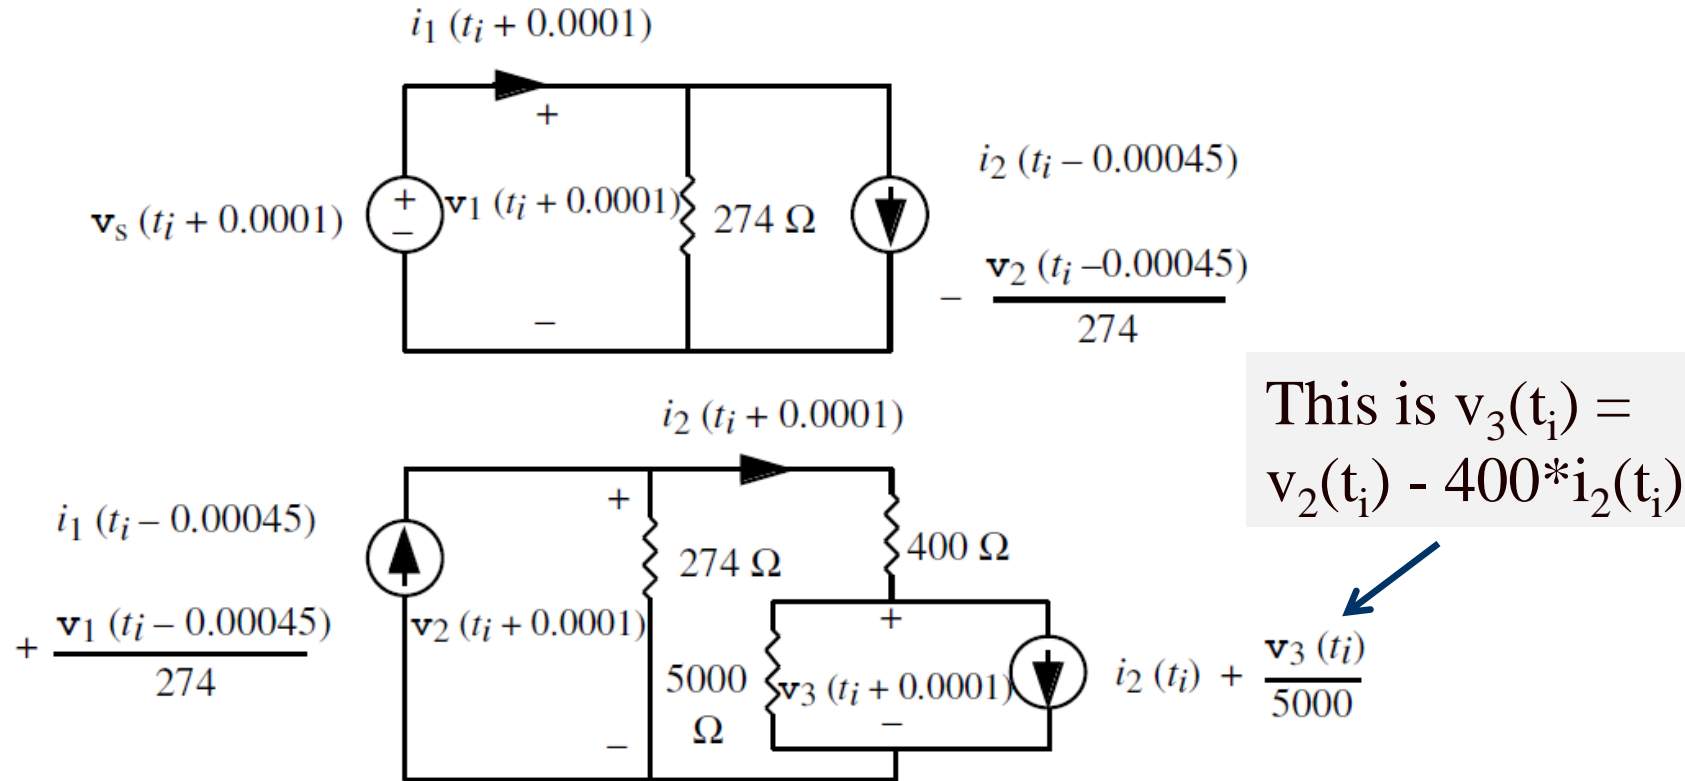 i₁ (tᵢ + 0.0001)
+
vₛ (tᵢ + 0.0001)
+
−
v₁ (tᵢ + 0.0001)
274 Ω
−
i₂ (tᵢ – 0.00045)
− v₂ (tᵢ –0.00045)
274
This is v₃(tᵢ) =
v₂(tᵢ) - 400*i₂(tᵢ)
i₂ (tᵢ + 0.0001)
i₁ (tᵢ – 0.00045)
+ v₁ (tᵢ – 0.00045)
274
+
v₂ (tᵢ + 0.0001)
−
274 Ω
400 Ω
5000
Ω
+
v₃ (tᵢ + 0.0001)
−
i₂ (tᵢ) + v₃ (tᵢ)
5000